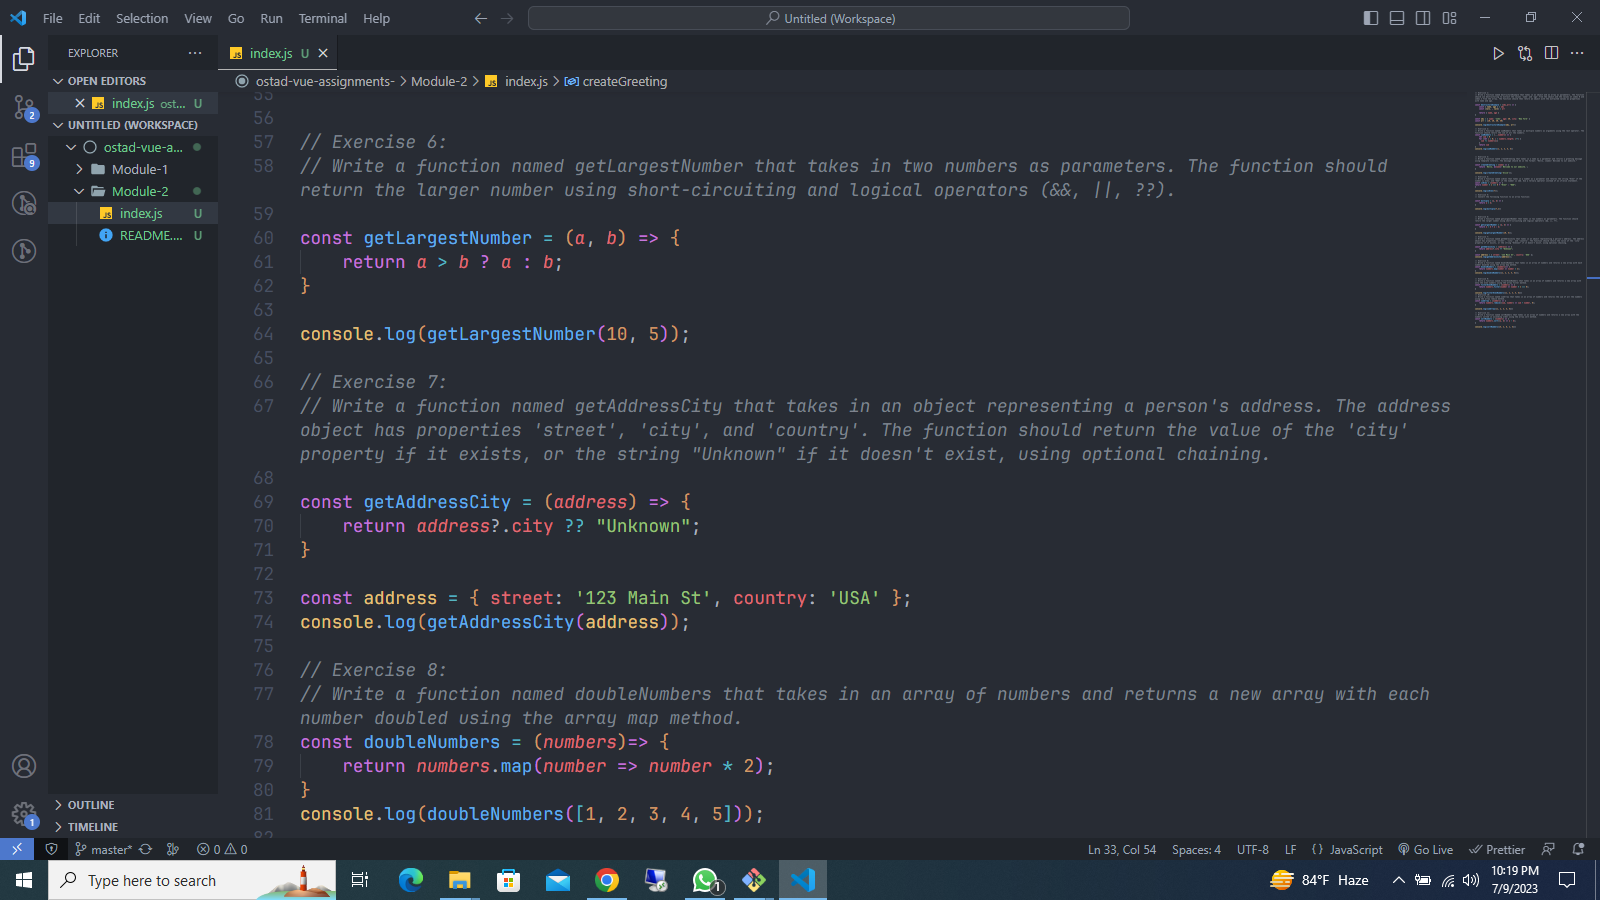 File Edit Selection View Go Run Terminal Help
Untitled (Workspace)
EXPLORER
OPEN EDITORS
index.js ost... U
UNTITLED (WORKSPACE)
ostad-vue-a...
Module-1
Module-2
index.js U
README.... U
OUTLINE
TIMELINE
2
9
1
JS index.js U
ostad-vue-assignments- > Module-2 > JS index.js > createGreeting
55
56
57 // Exercise 6:
58 // Write a function named getLargestNumber that takes in two numbers as parameters. The function should
return the larger number using short-circuiting and logical operators (&&, ||, ??).
59
60 const getLargestNumber = (a, b) => {
61 return a > b ? a : b;
62 }
63
64 console.log(getLargestNumber(10, 5));
65
66 // Exercise 7:
67 // Write a function named getAddressCity that takes in an object representing a person's address. The address
object has properties 'street', 'city', and 'country'. The function should return the value of the 'city'
property if it exists, or the string "Unknown" if it doesn't exist, using optional chaining.
68
69 const getAddressCity = (address) => {
70 return address?.city ?? "Unknown";
71 }
72
73 const address = { street: '123 Main St', country: 'USA' };
74 console.log(getAddressCity(address));
75
76 // Exercise 8:
77 // Write a function named doubleNumbers that takes in an array of numbers and returns a new array with each
number doubled using the array map method.
78 const doubleNumbers = (numbers)=> {
79 return numbers.map(number => number * 2);
80 }
81 console.log(doubleNumbers([1, 2, 3, 4, 5]));
82
master* 0 0
Ln 33, Col 54 Spaces: 4 UTF-8 LF {} JavaScript Go Live Prettier
Type here to search
1
84°F Haze
10:19 PM
7/9/2023